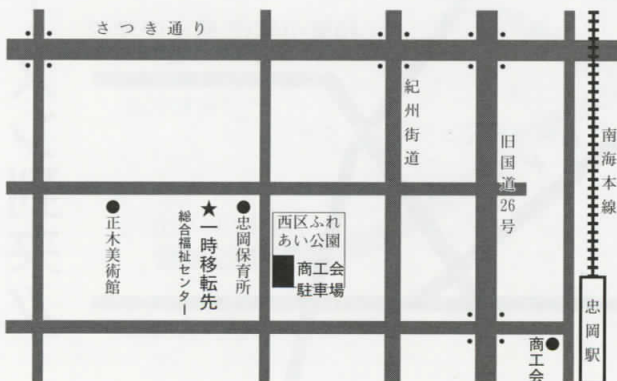 さつき通り
紀州街道
旧国道26号
南海本線
●正木美術館
★一時移転先
総合福祉センター
●忠岡保育所
西区ふれ
あい公園
■商工会
駐車場
忠岡駅
●商工会